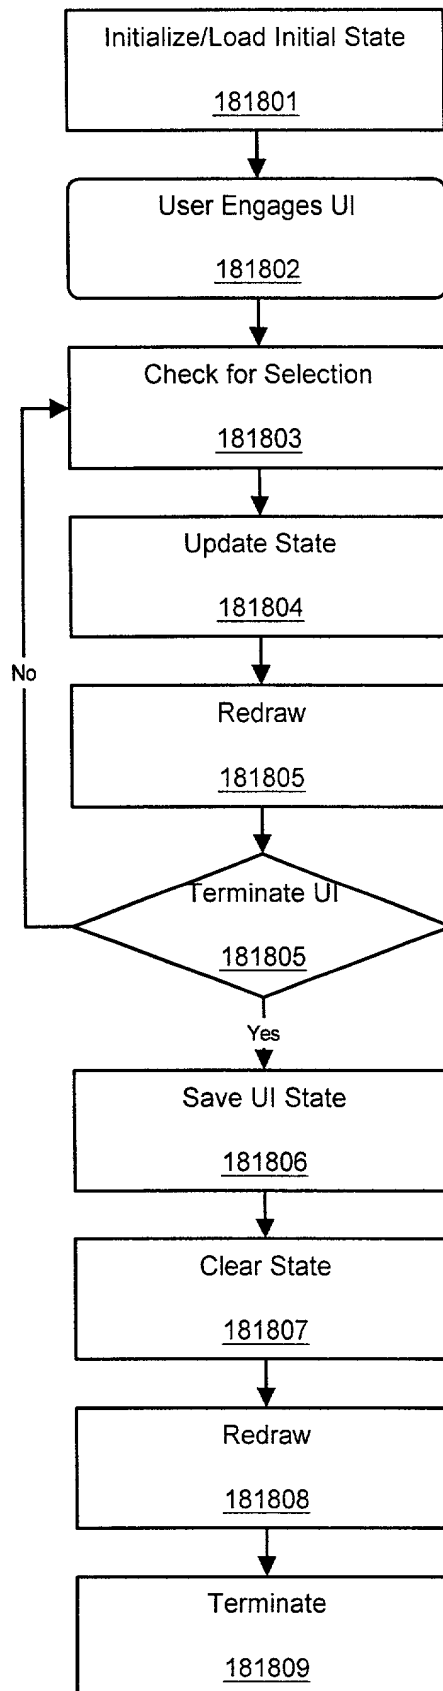 Initialize/Load Initial State
181801
User Engages UI
181802
Check for Selection
181803
Update State
181804
No
Redraw
181805
Terminate UI
181805
Yes
Save UI State
181806
Clear State
181807
Redraw
181808
Terminate
181809